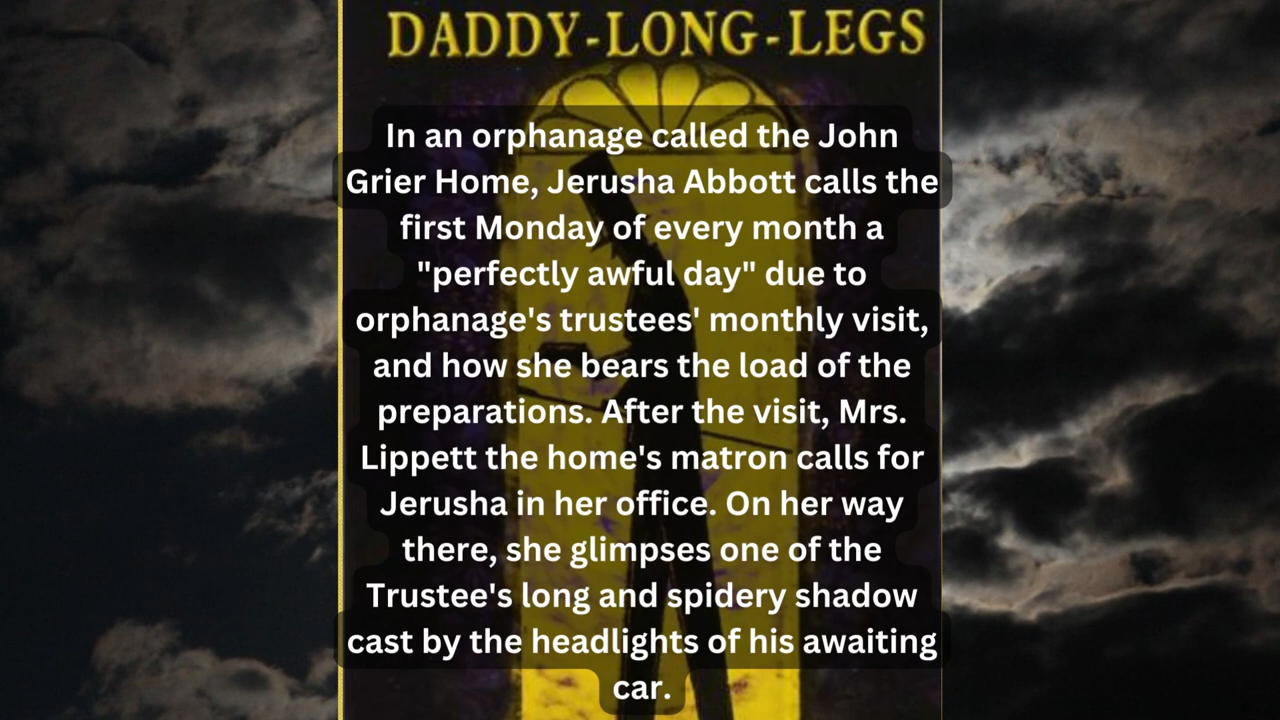 DADDY-LONG-LEGS
In an orphanage called the John
Grier Home, Jerusha Abbott calls the
first Monday of every month a
"perfectly awful day" due to
orphanage's trustees' monthly visit,
and how she bears the load of the
preparations. After the visit, Mrs.
Lippett the home's matron calls for
Jerusha in her office. On her way
there, she glimpses one of the
Trustee's long and spidery shadow
cast by the headlights of his awaiting
car.